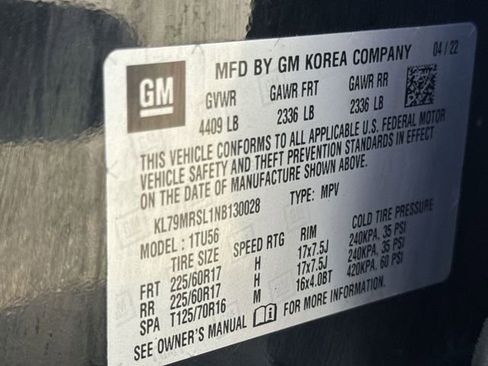 GM
MFD BY GM KOREA COMPANY 04/22
GVWR GAWR FRT GAWR RR
4409 LB 2336 LB 2336 LB
THIS VEHICLE CONFORMS TO ALL APPLICABLE U.S. FEDERAL MOTOR
VEHICLE SAFETY AND THEFT PREVENTION STANDARDS IN EFFECT
ON THE DATE OF MANUFACTURE SHOWN ABOVE.
KL79MRSL1NB130028 TYPE: MPV
MODEL: 1TU56
TIRE SIZE SPEED RTG RIM COLD TIRE PRESSURE
FRT 225/60R17 H 17x7.5J 240KPA, 35 PSI
RR 225/60R17 H 17x7.5J 240KPA, 35 PSI
SPA T125/70R16 M 16x4.0BT 420KPA, 60 PSI
SEE OWNER'S MANUAL FOR MORE INFORMATION.